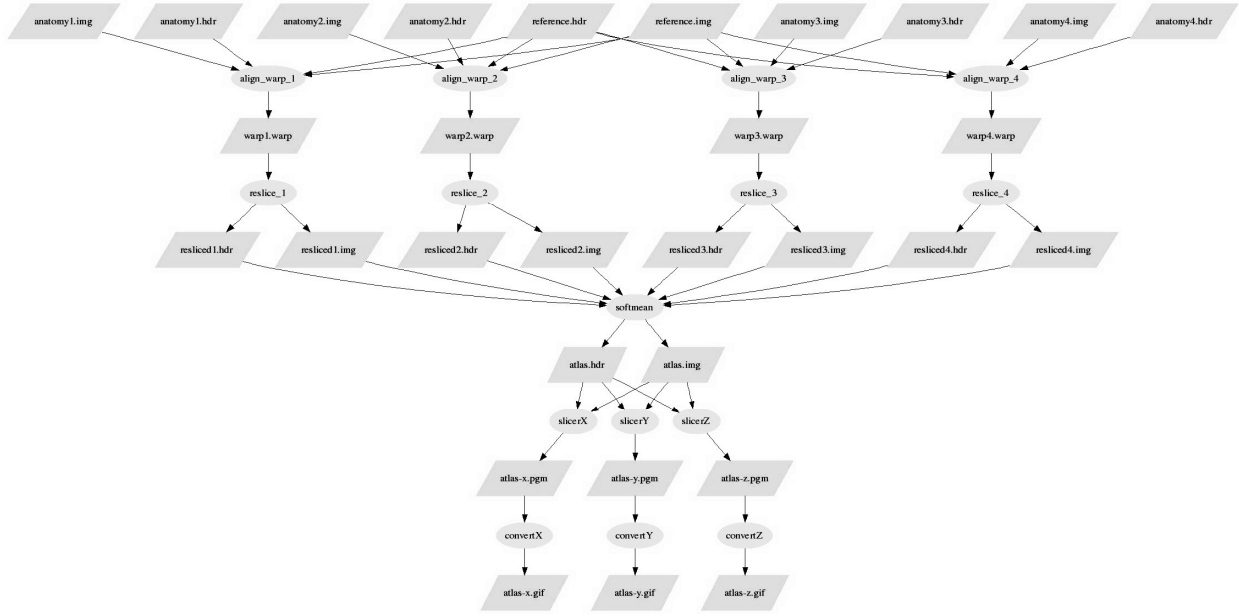 anatomy1.img
anatomy1.hdr
anatomy2.img
anatomy2.hdr
reference.hdr
reference.img
anatomy3.img
anatomy3.hdr
anatomy4.img
anatomy4.hdr
align_warp_1
align_warp_2
align_warp_3
align_warp_4
warp1.warp
warp2.warp
warp3.warp
warp4.warp
reslice_1
reslice_2
reslice_3
reslice_4
resliced1.hdr
resliced1.img
resliced2.hdr
resliced2.img
resliced3.hdr
resliced3.img
resliced4.hdr
resliced4.img
softmean
atlas.hdr
atlas.img
slicerX
slicerY
slicerZ
atlas-x.pgm
atlas-y.pgm
atlas-z.pgm
convertX
convertY
convertZ
atlas-x.gif
atlas-y.gif
atlas-z.gif